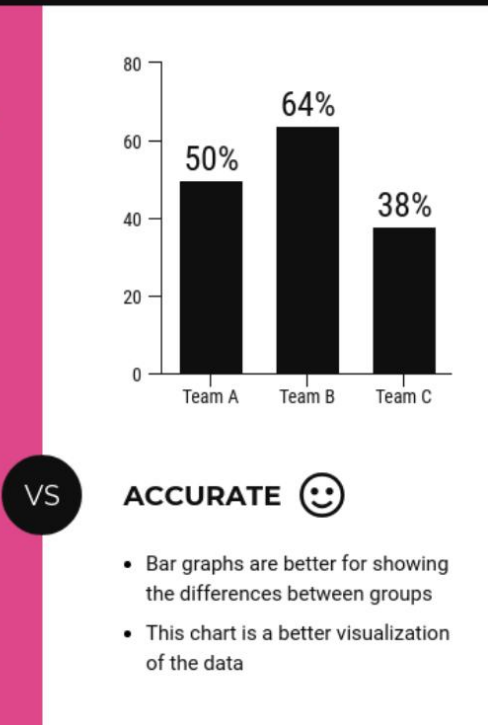 80
64%
60
50%
40
38%
20
0
Team A Team B Team C
VS
ACCURATE
• Bar graphs are better for showing
the differences between groups
• This chart is a better visualization
of the data